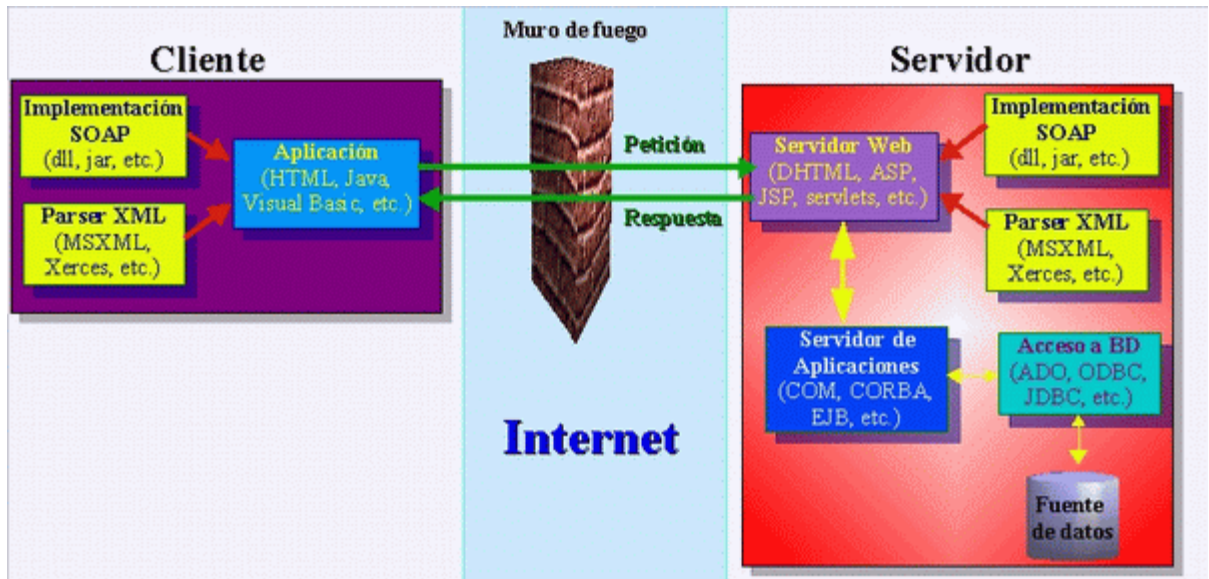 Cliente
Implementación
SOAP
(dll, jar, etc.)
Parser XML
(MSXML,
Xerces, etc.)
Aplicación
(HTML, Java,
Visual Basic, etc.)
Muro de fuego
Petición
Respuesta
Internet
Servidor
Servidor Web
(DHTML, ASP,
JSP, servlets, etc.)
Implementación
SOAP
(dll, jar, etc.)
Parser XML
(MSXML,
Xerces, etc.)
Servidor de
Aplicaciones
(COM, CORBA,
EJB, etc.)
Acceso a BD
(ADO, ODBC,
JDBC, etc.)
Fuente
de datos